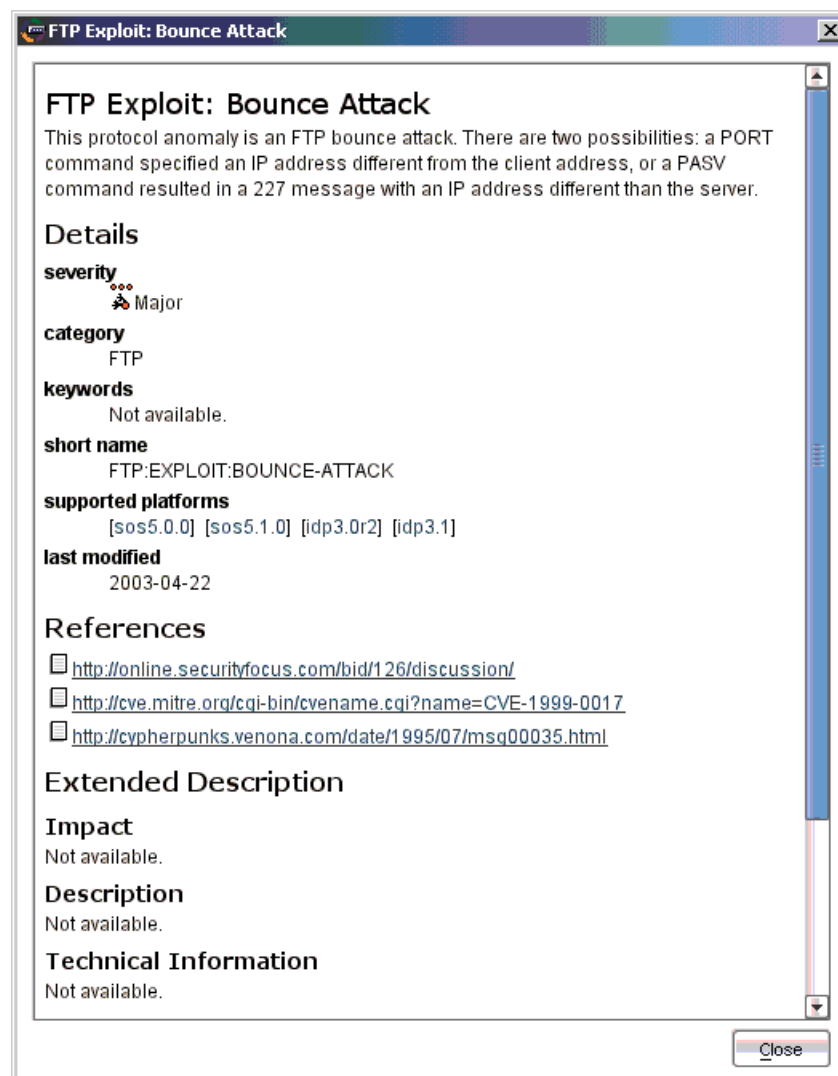 FTP Exploit: Bounce Attack
FTP Exploit: Bounce Attack
This protocol anomaly is an FTP bounce attack. There are two possibilities: a PORT
command specified an IP address different from the client address, or a PASV
command resulted in a 227 message with an IP address different than the server.
Details
severity
Major
category
FTP
keywords
Not available.
short name
FTP:EXPLOIT:BOUNCE-ATTACK
supported platforms
[sos5.0.0] [sos5.1.0] [idp3.0r2] [idp3.1]
last modified
2003-04-22
References
http://online.securityfocus.com/bid/126/discussion/
http://cve.mitre.org/cgi-bin/cvename.cgi?name=CVE-1999-0017
http://cypherpunks.venona.com/date/1995/07/msg00035.html
Extended Description
Impact
Not available.
Description
Not available.
Technical Information
Not available.
Close